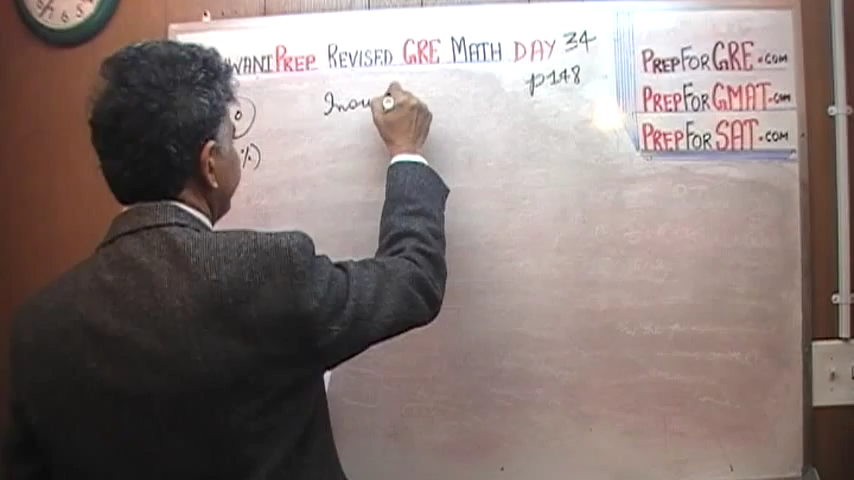 WANIPREP REVISED GRE MATH DAY 34
p148
PREPFORGRE.COM
PREPFORGMAT.COM
PREPFORSAT.COM
%)